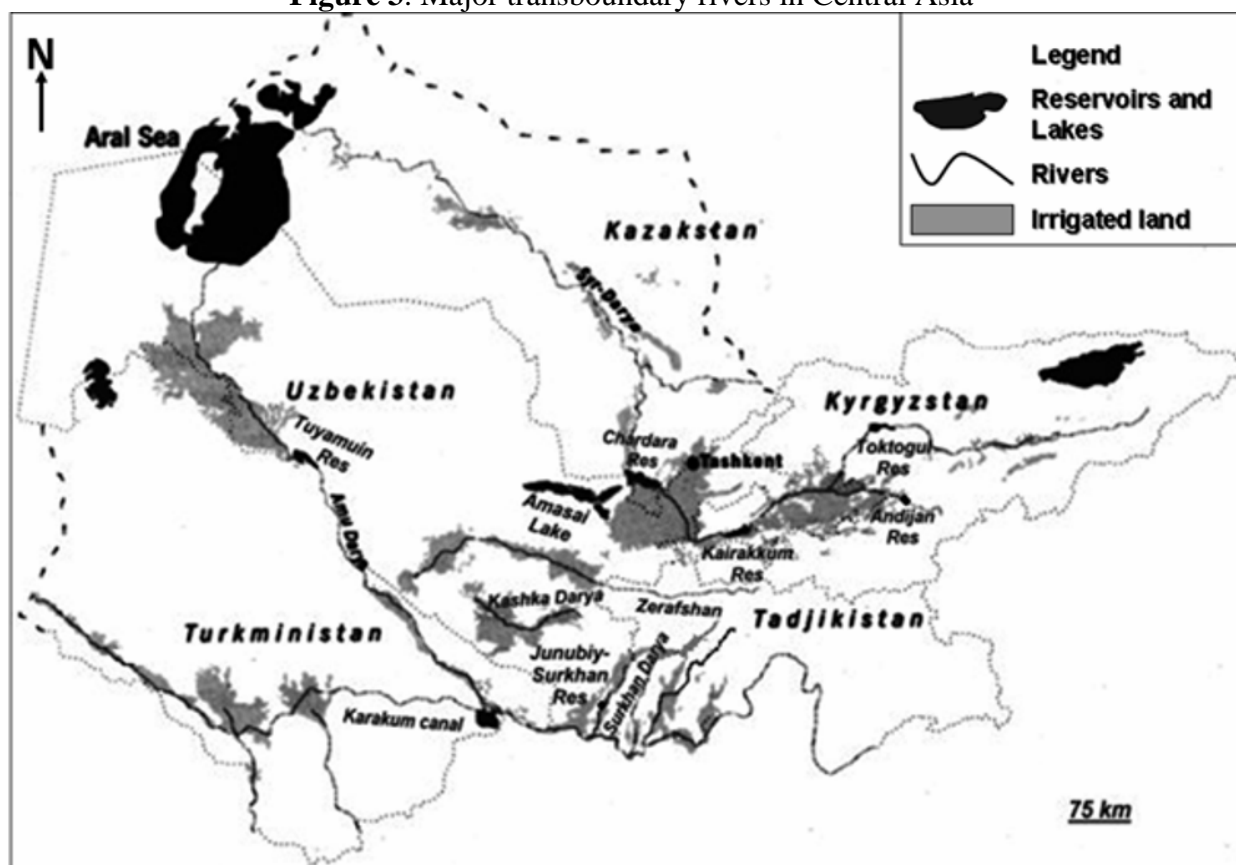 Figure 3. Major transboundary rivers in Central Asia
N
Legend
Reservoirs and
Lakes
Rivers
Irrigated land
Aral Sea
Kazakstan
Syr-Darya
Uzbekistan
Tuyamuin
Res
Kyrgyzstan
Chardara
Res
Tashkent
Toktogul
Res
Amasai
Lake
Andijan
Res
Amu Darya
Kairakkum
Res
Kashka Darya
Zerafshan
Turkministan
Tadjikistan
Junubiy-
Surkhan
Res
Surkhan Darya
Karakum canal
75 km